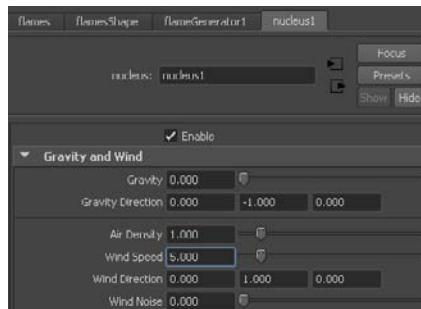 flames flamesShape flameGenerator1 nucleus1
Focus
nucleus: nucleus1 Presets
Show Hide
Enable
Gravity and Wind
Gravity 0.000
Gravity Direction 0.000 -1.000 0.000
Air Density 1.000
Wind Speed 5.000
Wind Direction 0.000 1.000 0.000
Wind Noise 0.000